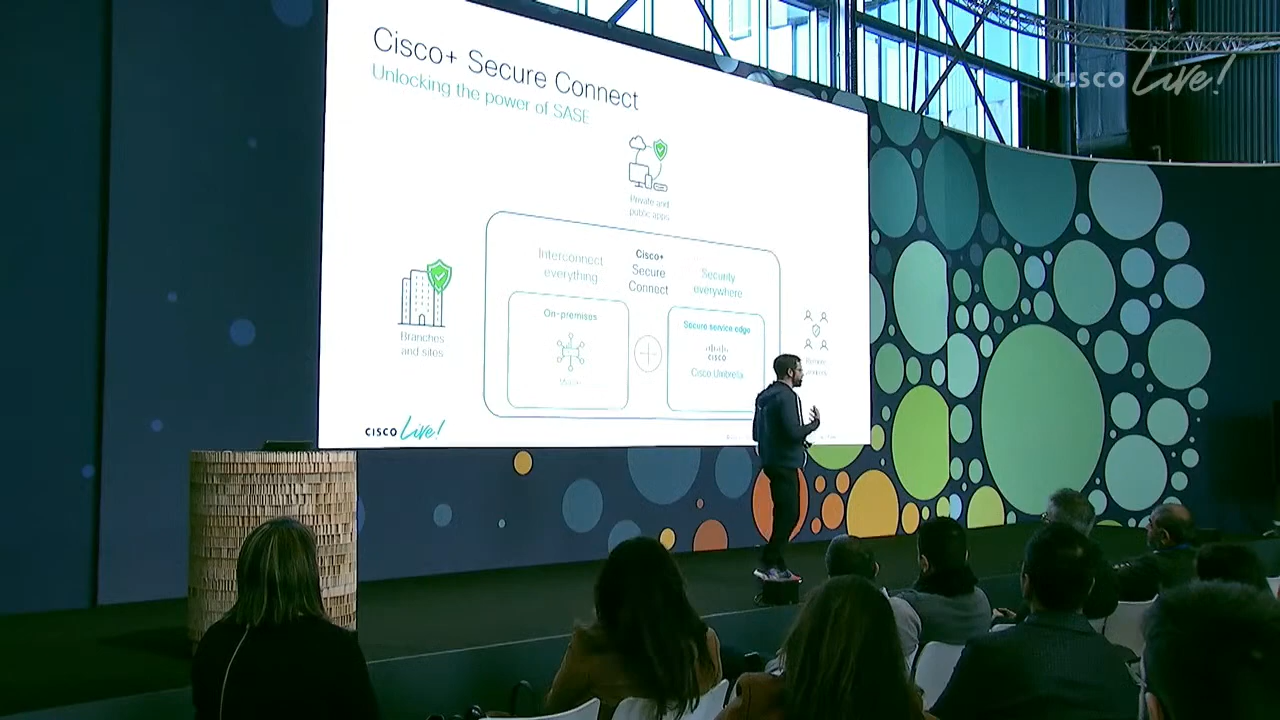 Cisco+ Secure Connect
Unlocking the power of SASE
CISCO Live!
Private and
public apps
Interconnect
everything
Cisco+
Secure
Connect
Security
everywhere
On-premises
Secure service edge
CISCO
Cisco Umbrella
Branches
and sites
CISCO Live!